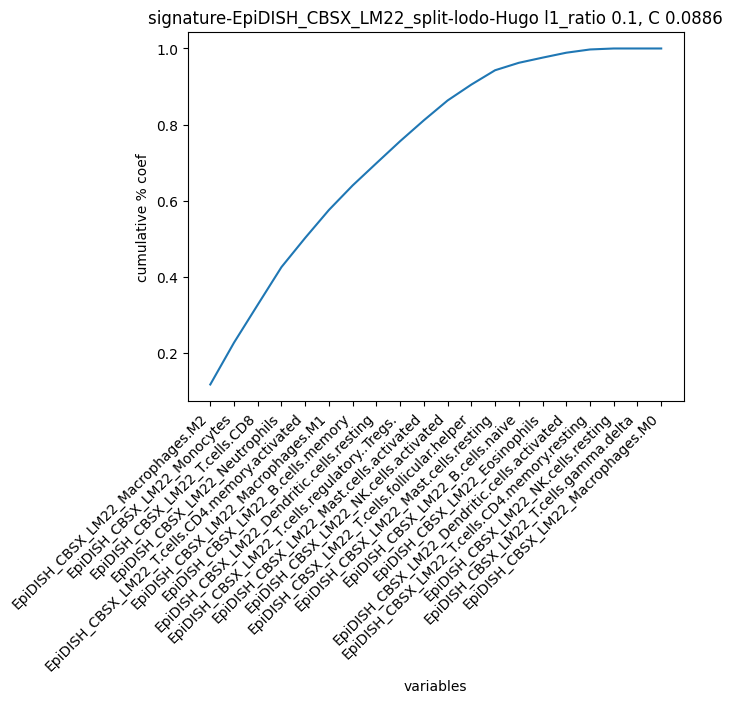 signature-EpiDISH_CBSX_LM22_split-lodo-Hugo l1_ratio 0.1, C 0.0886
cumulative % coef
1.0
0.8
0.6
0.4
0.2
EpiDISH_CBSX_LM22_Macrophages.M2
EpiDISH_CBSX_LM22_Monocytes
EpiDISH_CBSX_LM22_T.cells.CD8
EpiDISH_CBSX_LM22_Neutrophils
EpiDISH_CBSX_LM22_T.cells.CD4.memory.activated
EpiDISH_CBSX_LM22_Macrophages.M1
EpiDISH_CBSX_LM22_B.cells.memory
EpiDISH_CBSX_LM22_Dendritic.cells.resting
EpiDISH_CBSX_LM22_T.cells.regulatory..Tregs.
EpiDISH_CBSX_LM22_Mast.cells.activated
EpiDISH_CBSX_LM22_NK.cells.activated
EpiDISH_CBSX_LM22_T.cells.follicular.helper
EpiDISH_CBSX_LM22_Mast.cells.resting
EpiDISH_CBSX_LM22_B.cells.naive
EpiDISH_CBSX_LM22_Eosinophils
EpiDISH_CBSX_LM22_Dendritic.cells.activated
EpiDISH_CBSX_LM22_T.cells.CD4.memory.resting
EpiDISH_CBSX_LM22_NK.cells.resting
EpiDISH_CBSX_LM22_T.cells.gamma.delta
EpiDISH_CBSX_LM22_Macrophages.M0
variables